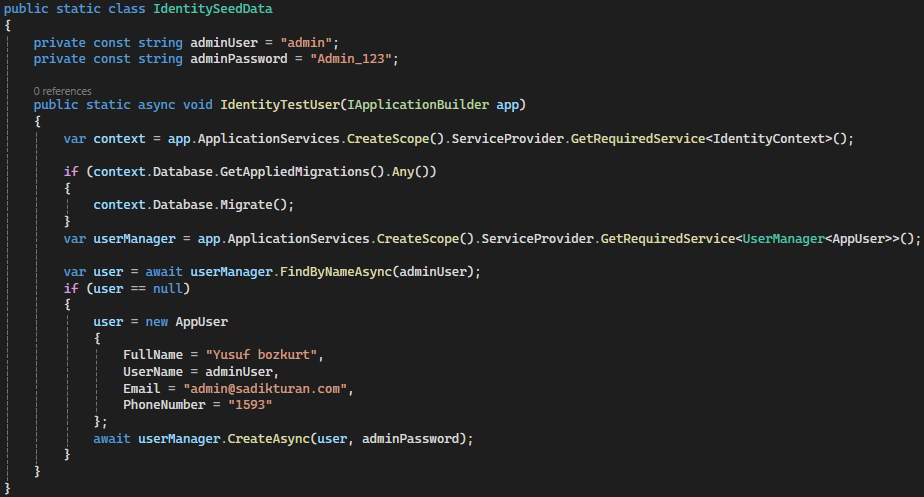 public static class IdentitySeedData
{
    private const string adminUser = "admin";
    private const string adminPassword = "Admin_123";

    0 references
    public static async void IdentityTestUser(IApplicationBuilder app)
    {
        var context = app.ApplicationServices.CreateScope().ServiceProvider.GetRequiredService<IdentityContext>();

        if (context.Database.GetAppliedMigrations().Any())
        {
            context.Database.Migrate();
        }
        var userManager = app.ApplicationServices.CreateScope().ServiceProvider.GetRequiredService<UserManager<AppUser>>();

        var user = await userManager.FindByNameAsync(adminUser);
        if (user == null)
        {
            user = new AppUser
            {
                FullName = "Yusuf bozkurt",
                UserName = adminUser,
                Email = "admin@sadikturan.com",
                PhoneNumber = "1593"
            };
            await userManager.CreateAsync(user, adminPassword);
        }
    }
}